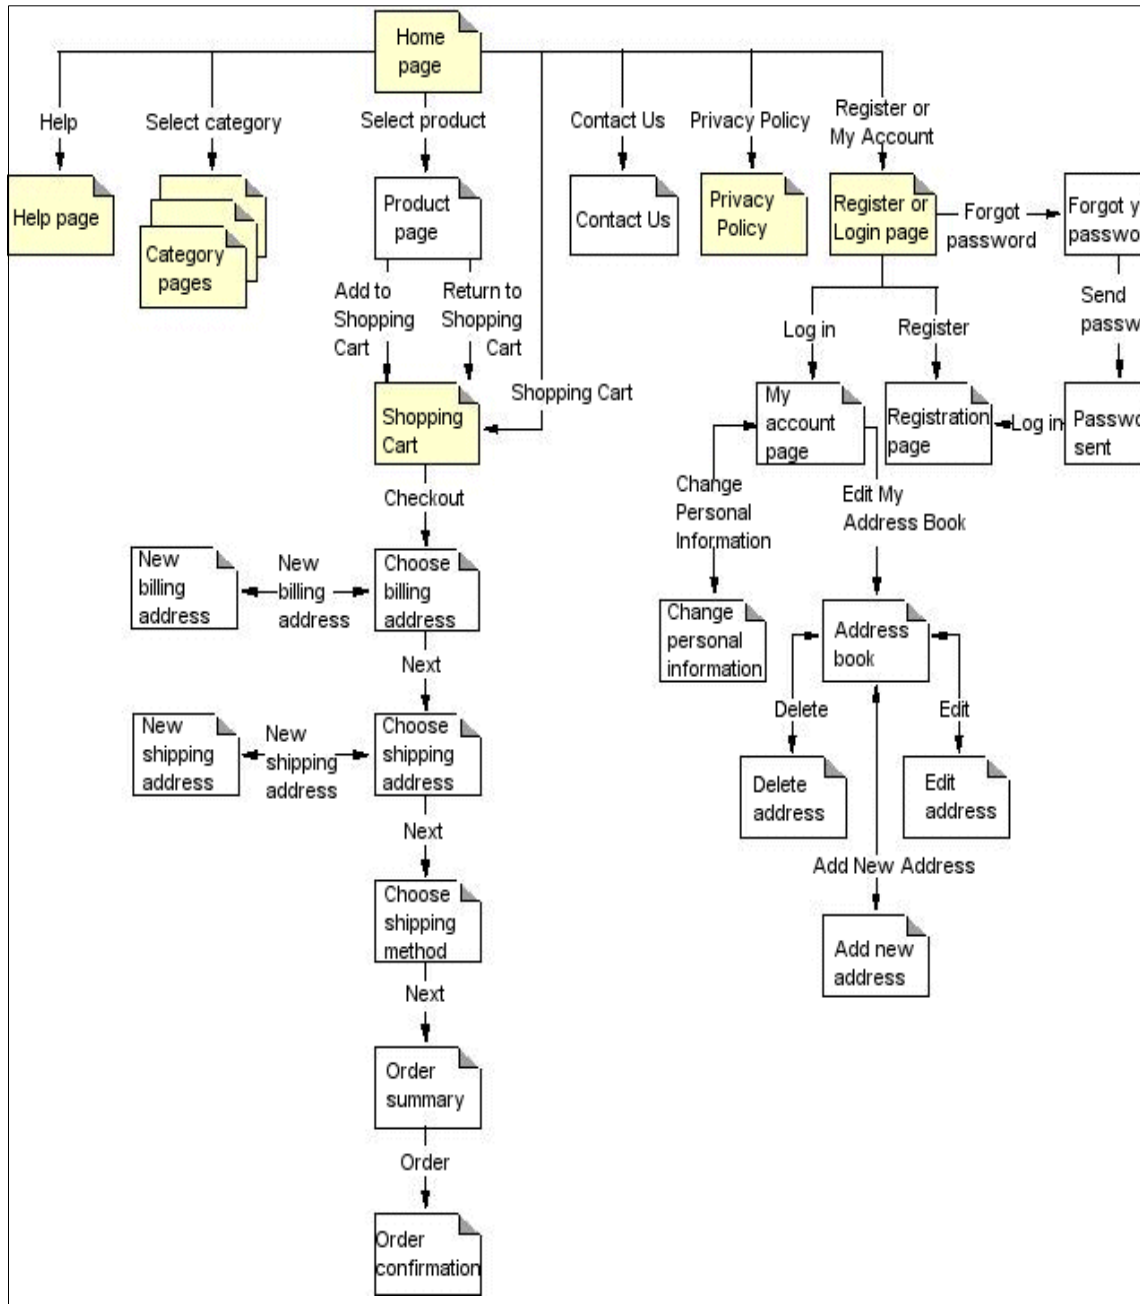 Home
page
Help
Select category
Select product
Contact Us
Privacy Policy
Register or
My Account
Help page
Category
pages
Product
page
Contact Us
Privacy
Policy
Register or
Login page
Forgot
password
Forgot y
passwo
Add to
Shopping
Cart
Return to
Shopping
Cart
Shopping Cart
Log in
Register
Send
passw
Shopping
Cart
My
account
page
Registration
page
Log in
Passwo
sent
Checkout
Change
Personal
Information
Edit My
Address Book
New
billing
address
New
billing
address
Choose
billing
address
Change
personal
information
Address
book
Next
Delete
Edit
New
shipping
address
New
shipping
address
Choose
shipping
address
Delete
address
Edit
address
Next
Add New Address
Choose
shipping
method
Add new
address
Next
Order
summary
Order
Order
confirmation